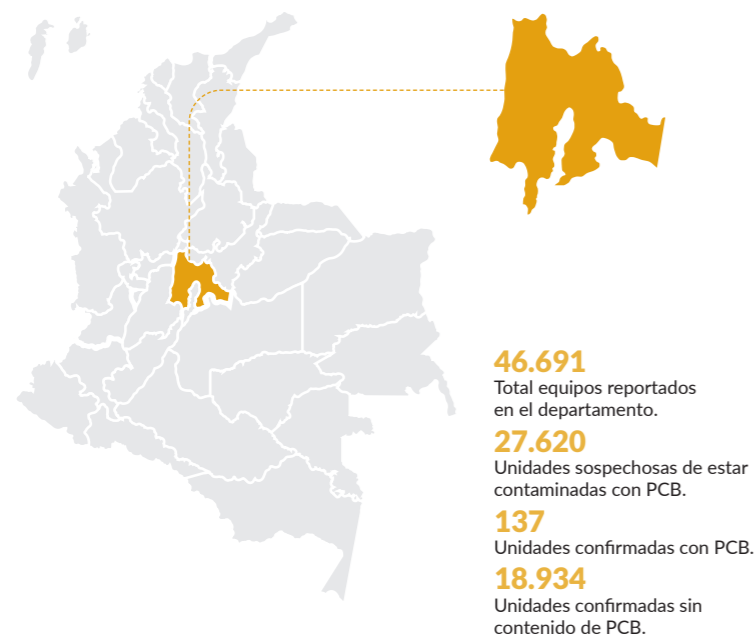 46.691
Total equipos reportados
en el departamento.
27.620
Unidades sospechosas de estar
contaminadas con PCB.
137
Unidades confirmadas con PCB.
18.934
Unidades confirmadas sin
contenido de PCB.